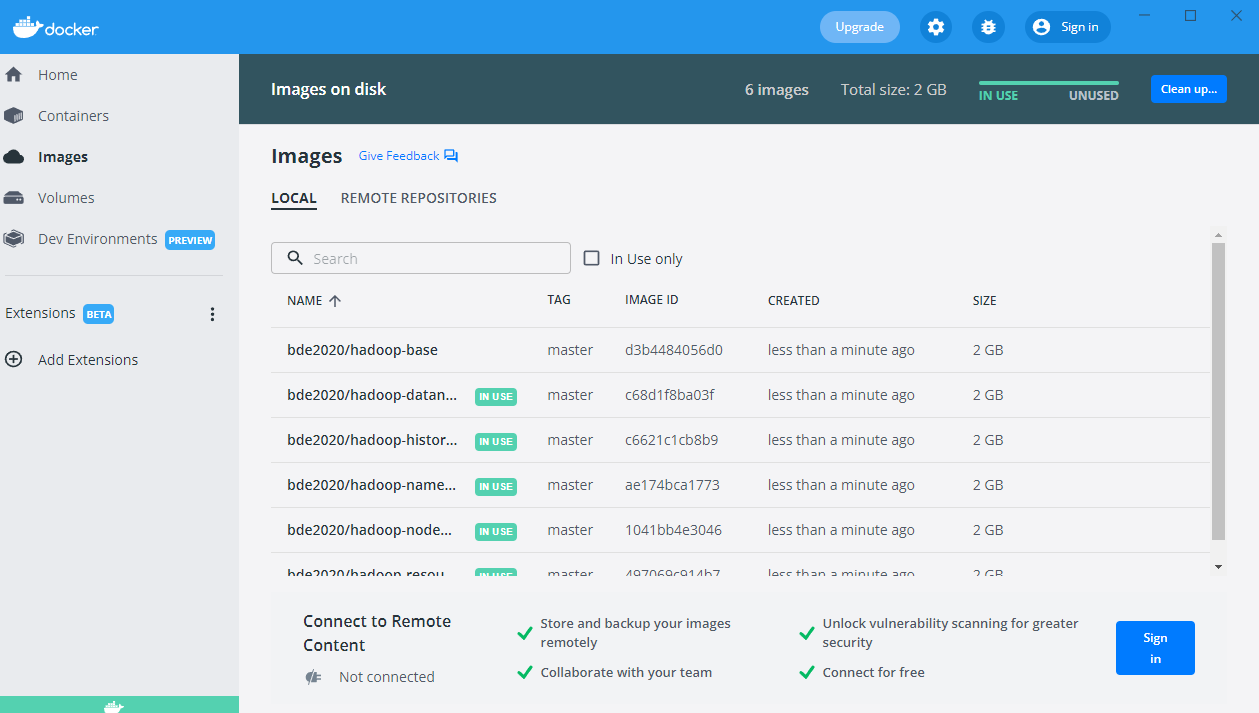 docker
Upgrade
Sign in
Home
Containers
Images
Volumes
Dev Environments PREVIEW
Extensions BETA
Add Extensions
Images on disk
6 images
Total size: 2 GB
IN USE
UNUSED
Clean up...
Images
Give Feedback
LOCAL
REMOTE REPOSITORIES
Search
In Use only
NAME TAG IMAGE ID CREATED SIZE
bde2020/hadoop-base master d3b4484056d0 less than a minute ago 2 GB
bde2020/hadoop-datan... IN USE master c68d1f8ba03f less than a minute ago 2 GB
bde2020/hadoop-histor... IN USE master c6621c1cb8b9 less than a minute ago 2 GB
bde2020/hadoop-name... IN USE master ae174bca1773 less than a minute ago 2 GB
bde2020/hadoop-node... IN USE master 1041bb4e3046 less than a minute ago 2 GB
bde2020/hadoop-resou... IN USE master 497069c914b7 less than a minute ago 2 GB
Connect to Remote
Content
Not connected
Store and backup your images
remotely
Collaborate with your team
Unlock vulnerability scanning for greater
security
Connect for free
Sign
in